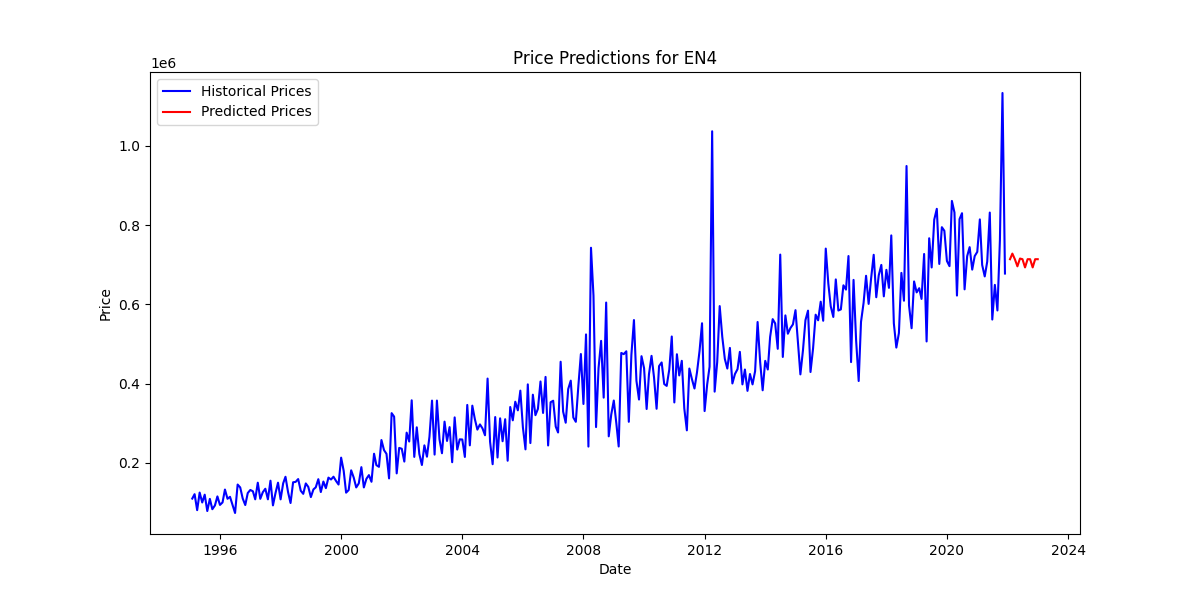 Price Predictions for EN4
1e6
Historical Prices
Predicted Prices
1.0
0.8
0.6
0.4
0.2
Price
1996 2000 2004 2008 2012 2016 2020 2024
Date